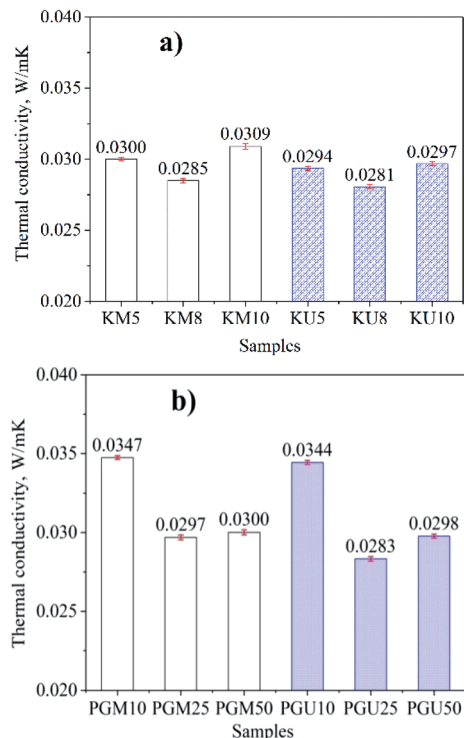 a)
Thermal conductivity, W/mK
0.040
0.035
0.030
0.025
0.020
0.0300
0.0285
0.0309
0.0294
0.0281
0.0297
KM5 KM8 KM10 KU5 KU8 KU10
Samples
b)
Thermal conductivity, W/mK
0.040
0.035
0.030
0.025
0.020
0.0347
0.0297
0.0300
0.0344
0.0283
0.0298
PGM10 PGM25 PGM50 PGU10 PGU25 PGU50
Samples